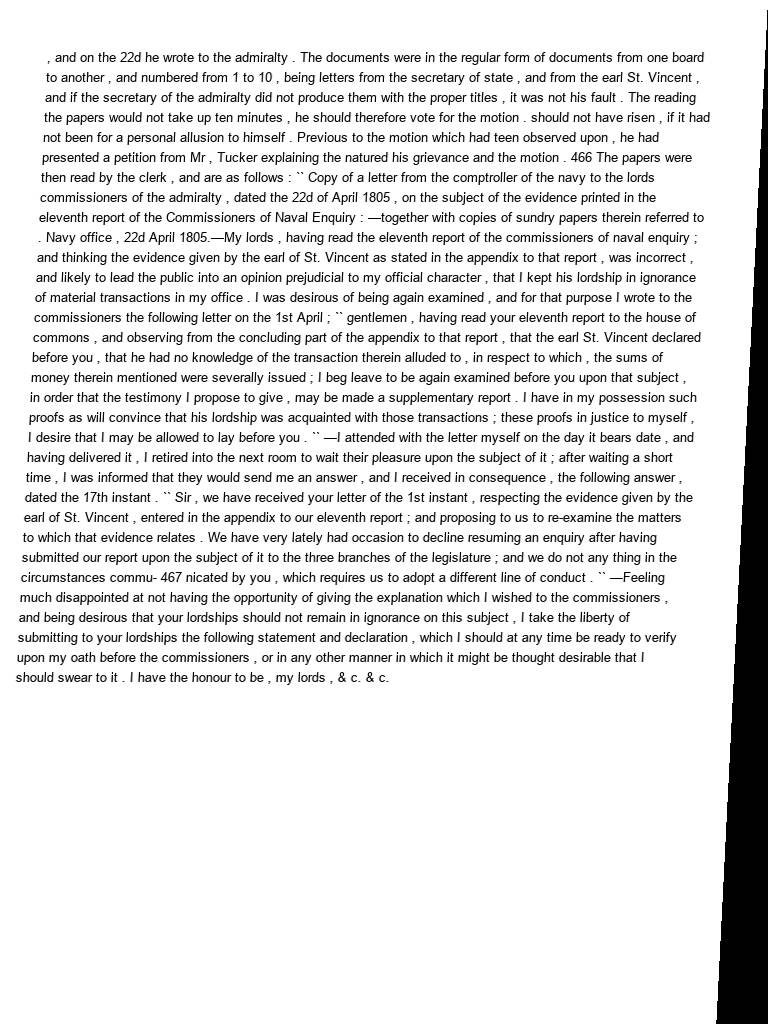 , and on the 22d he wrote to the admiralty . The documents were in the regular form of documents from one board
to another , and numbered from 1 to 10 , being letters from the secretary of state , and from the earl St. Vincent ,
and if the secretary of the admiralty did not produce them with the proper titles , it was not his fault . The reading
the papers would not take up ten minutes , he should therefore vote for the motion . should not have risen , if it had
not been for a personal allusion to himself . Previous to the motion which had teen observed upon , he had
presented a petition from Mr , Tucker explaining the natured his grievance and the motion . 466 The papers were
then read by the clerk , and are as follows : `` Copy of a letter from the comptroller of the navy to the lords
commissioners of the admiralty , dated the 22d of April 1805 , on the subject of the evidence printed in the
eleventh report of the Commissioners of Naval Enquiry : —together with copies of sundry papers therein referred to
. Navy office , 22d April 1805.—My lords , having read the eleventh report of the commissioners of naval enquiry ;
and thinking the evidence given by the earl of St. Vincent as stated in the appendix to that report , was incorrect ,
and likely to lead the public into an opinion prejudicial to my official character , that I kept his lordship in ignorance
of material transactions in my office . I was desirous of being again examined , and for that purpose I wrote to the
commissioners the following letter on the 1st April ; `` gentlemen , having read your eleventh report to the house of
commons , and observing from the concluding part of the appendix to that report , that the earl St. Vincent declared
before you , that he had no knowledge of the transaction therein alluded to , in respect to which , the sums of
money therein mentioned were severally issued ; I beg leave to be again examined before you upon that subject ,
in order that the testimony I propose to give , may be made a supplementary report . I have in my possession such
proofs as will convince that his lordship was acquainted with those transactions ; these proofs in justice to myself ,
I desire that I may be allowed to lay before you . `` —I attended with the letter myself on the day it bears date , and
having delivered it , I retired into the next room to wait their pleasure upon the subject of it ; after waiting a short
time , I was informed that they would send me an answer , and I received in consequence , the following answer ,
dated the 17th instant . `` Sir , we have received your letter of the 1st instant , respecting the evidence given by the
earl of St. Vincent , entered in the appendix to our eleventh report ; and proposing to us to re-examine the matters
to which that evidence relates . We have very lately had occasion to decline resuming an enquiry after having
submitted our report upon the subject of it to the three branches of the legislature ; and we do not any thing in the
circumstances commu- 467 nicated by you , which requires us to adopt a different line of conduct . `` —Feeling
much disappointed at not having the opportunity of giving the explanation which I wished to the commissioners ,
and being desirous that your lordships should not remain in ignorance on this subject , I take the liberty of
submitting to your lordships the following statement and declaration , which I should at any time be ready to verify
upon my oath before the commissioners , or in any other manner in which it might be thought desirable that I
should swear to it . I have the honour to be , my lords , & c. & c.